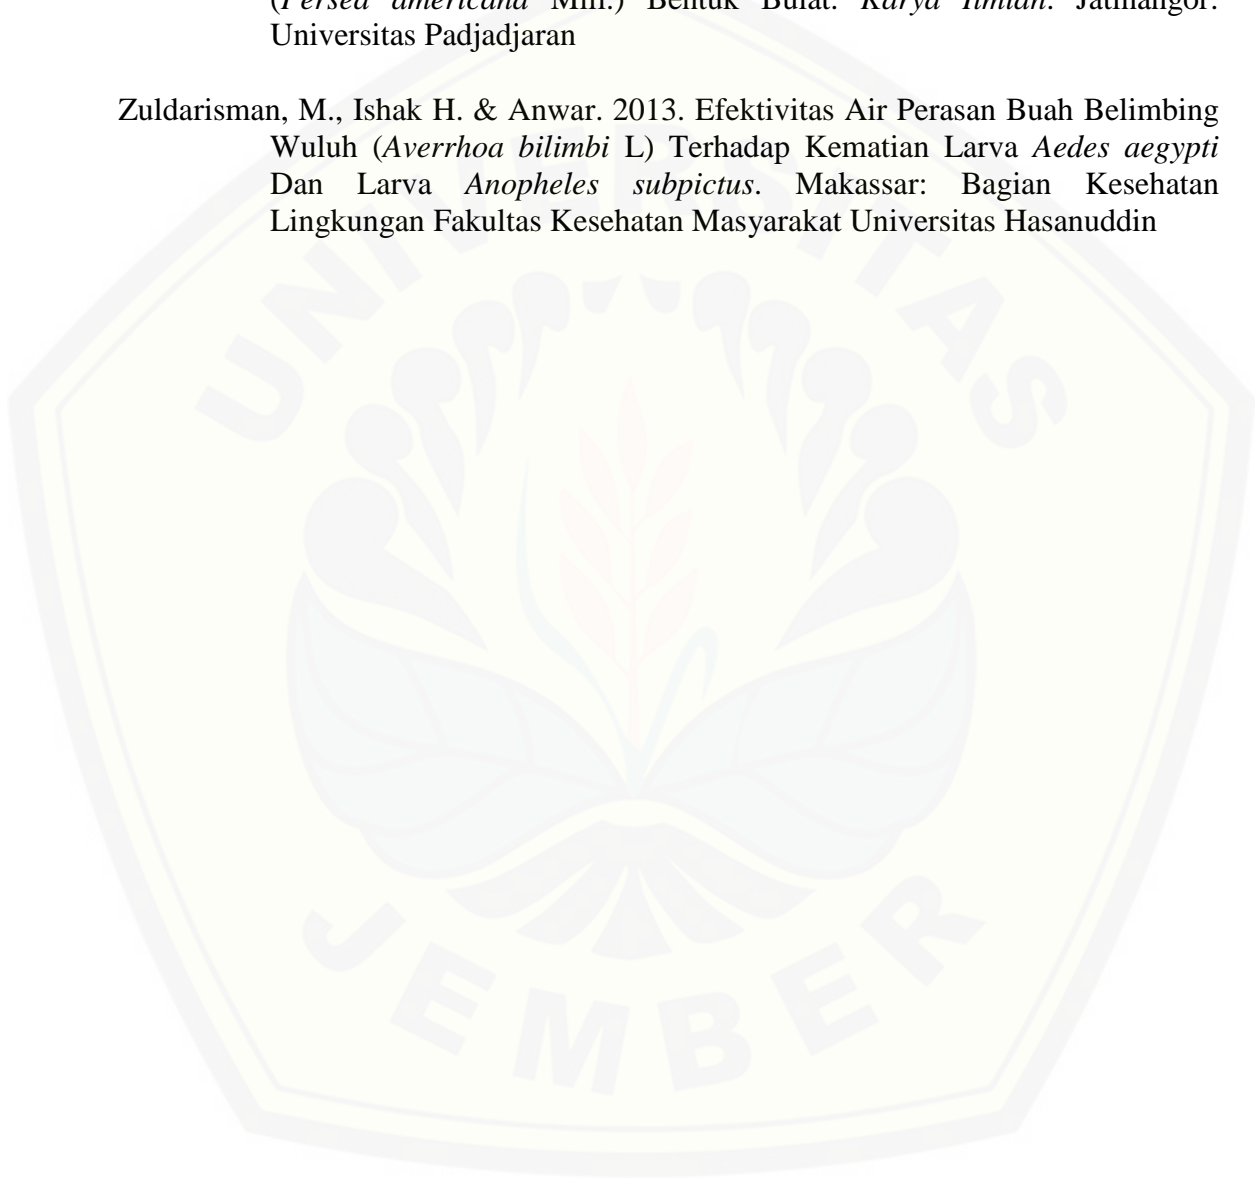 (Persea americana Mill.) Bentuk Bulat. Karya Ilmiah. Jatinangor:
Universitas Padjadjaran
Zuldarisman, M., Ishak H. & Anwar. 2013. Efektivitas Air Perasan Buah Belimbing
Wuluh (Averrhoa bilimbi L) Terhadap Kematian Larva Aedes aegypti
Dan Larva Anopheles subpictus. Makassar: Bagian Kesehatan
Lingkungan Fakultas Kesehatan Masyarakat Universitas Hasanuddin
UNIVERSITAS
JEMBER